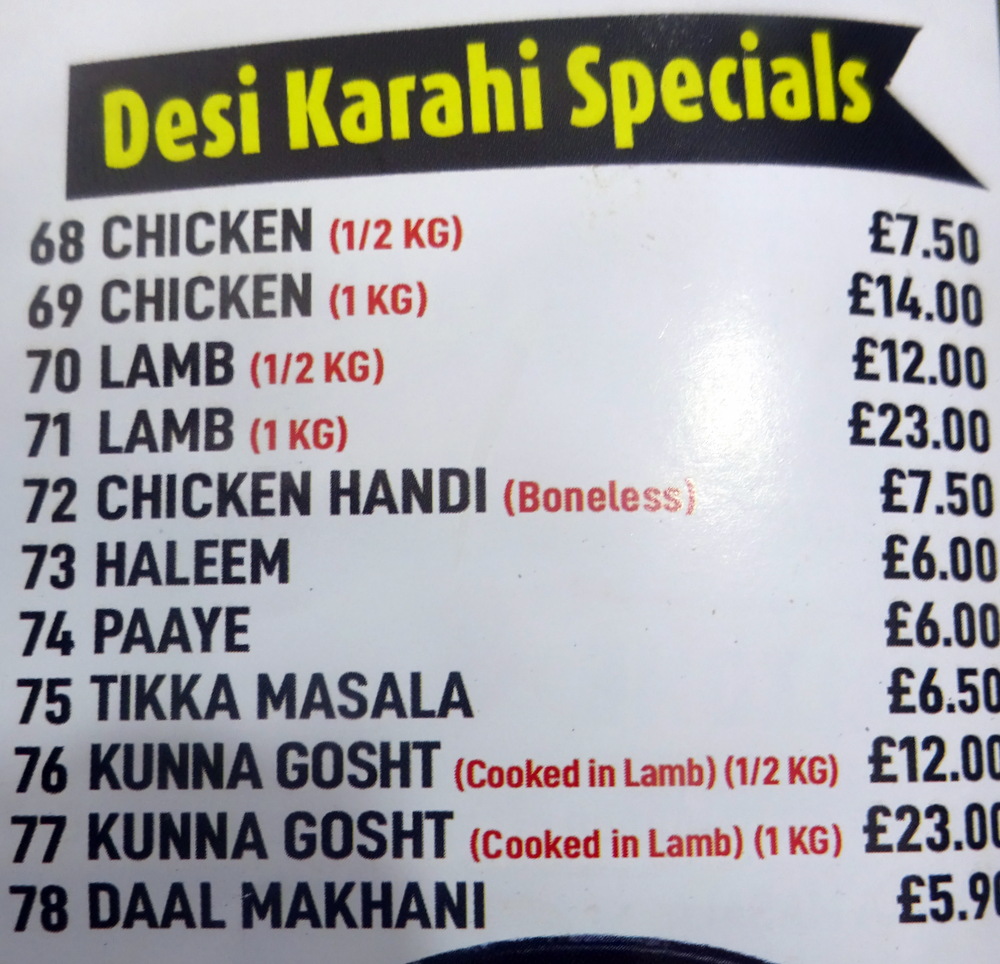 Desi Karahi Specials
68 CHICKEN (1/2 KG) £7.50
69 CHICKEN (1 KG) £14.00
70 LAMB (1/2 KG) £12.00
71 LAMB (1 KG) £23.00
72 CHICKEN HANDI (Boneless) £7.50
73 HALEEM £6.00
74 PAAYE £6.00
75 TIKKA MASALA £6.50
76 KUNNA GOSHT (Cooked in Lamb) (1/2 KG) £12.00
77 KUNNA GOSHT (Cooked in Lamb) (1 KG) £23.00
78 DAAL MAKHANI £5.90